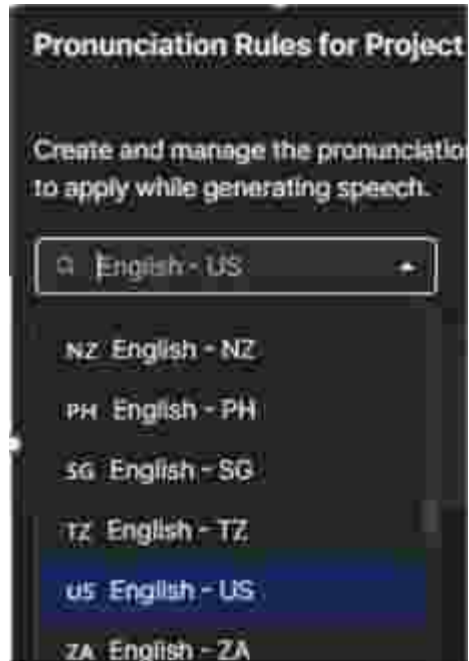 Pronunciation Rules for Project
Create and manage the pronunciation
to apply while generating speech.
English - US
NZ English - NZ
PH English - PH
SG English - SG
TZ English - TZ
US English - US
ZA English - ZA